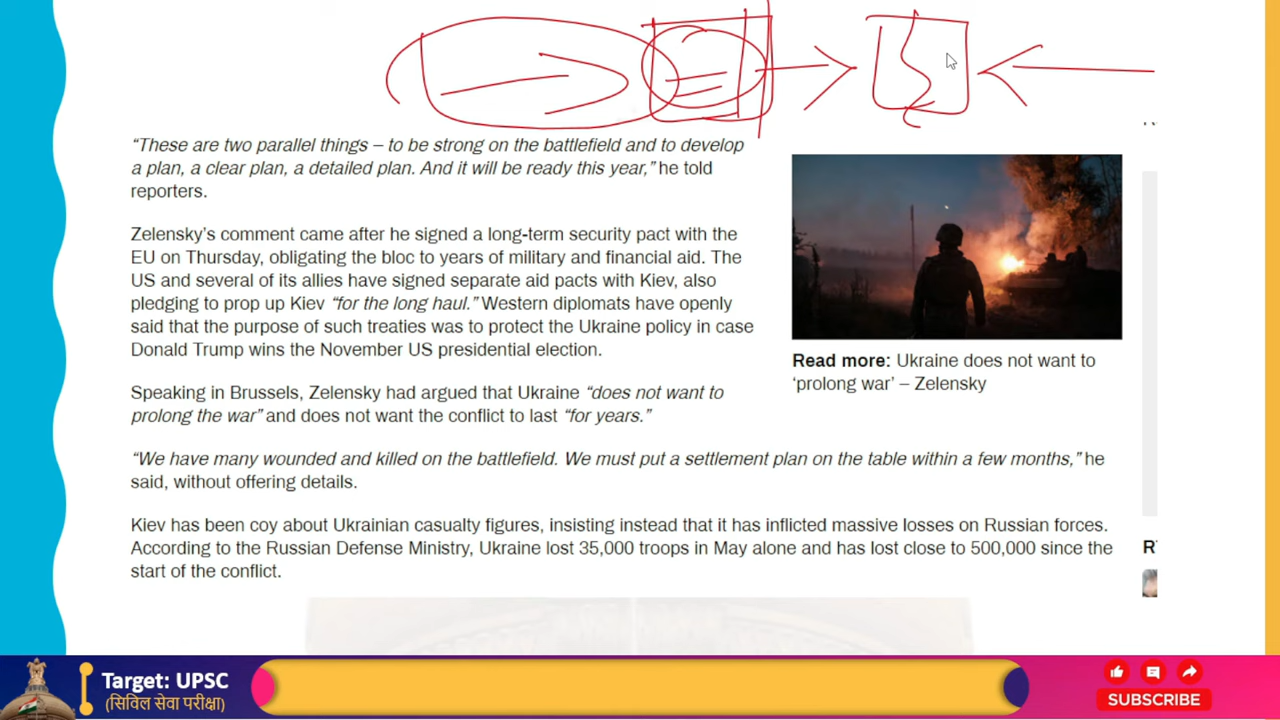 “These are two parallel things – to be strong on the battlefield and to develop
a plan, a clear plan, a detailed plan. And it will be ready this year,” he told
reporters.
Zelensky’s comment came after he signed a long-term security pact with the
EU on Thursday, obligating the bloc to years of military and financial aid. The
US and several of its allies have signed separate aid pacts with Kiev, also
pledging to prop up Kiev “for the long haul.” Western diplomats have openly
said that the purpose of such treaties was to protect the Ukraine policy in case
Donald Trump wins the November US presidential election.
Read more: Ukraine does not want to
‘prolong war’ – Zelensky
Speaking in Brussels, Zelensky had argued that Ukraine “does not want to
prolong the war” and does not want the conflict to last “for years.”
“We have many wounded and killed on the battlefield. We must put a settlement plan on the table within a few months,” he
said, without offering details.
Kiev has been coy about Ukrainian casualty figures, insisting instead that it has inflicted massive losses on Russian forces.
According to the Russian Defense Ministry, Ukraine lost 35,000 troops in May alone and has lost close to 500,000 since the
start of the conflict.
Target: UPSC
(सिविल सेवा परीक्षा)
SUBSCRIBE